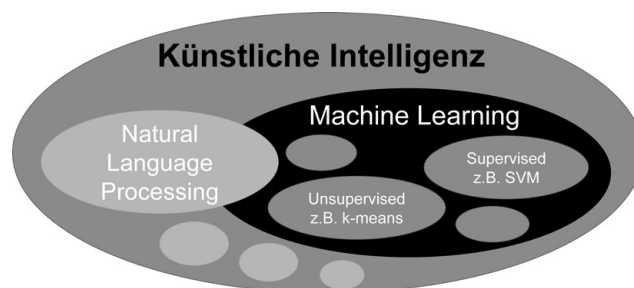 Künstliche Intelligenz
Machine Learning
Natural
Language
Processing
Supervised
z.B. SVM
Unsupervised
z.B. k-means